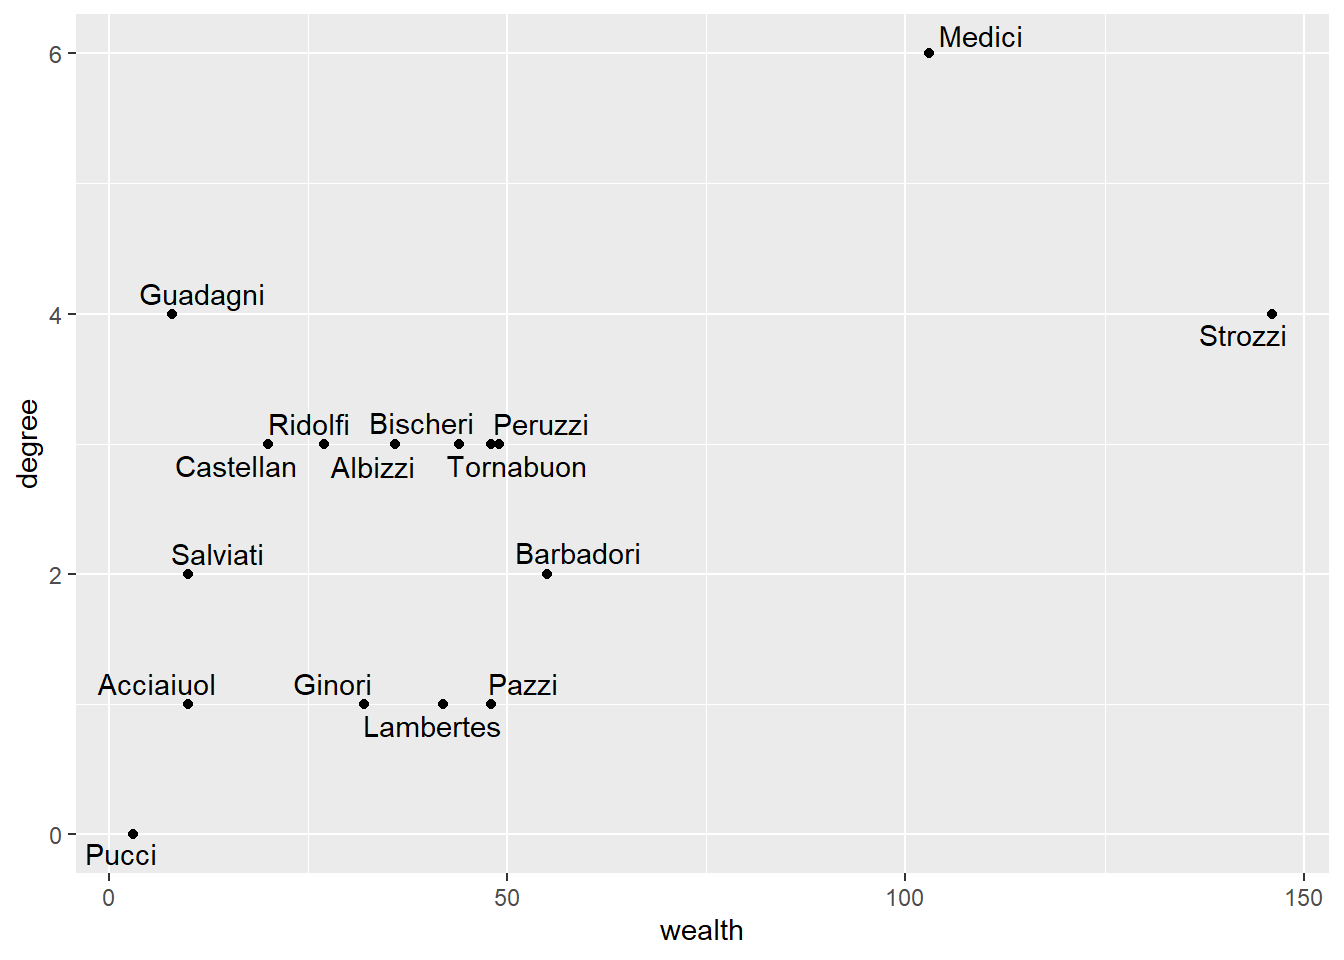 6
Medici
Guadagni
4
Strozzi
Ridolfi
Bischeri
Peruzzi
Castellan
Albizzi
Tornabuon
degree
Salviati
Barbadori
2
Acciaiuol
Ginori
Pazzi
Lambertes
0
Pucci
0
50
100
150
wealth